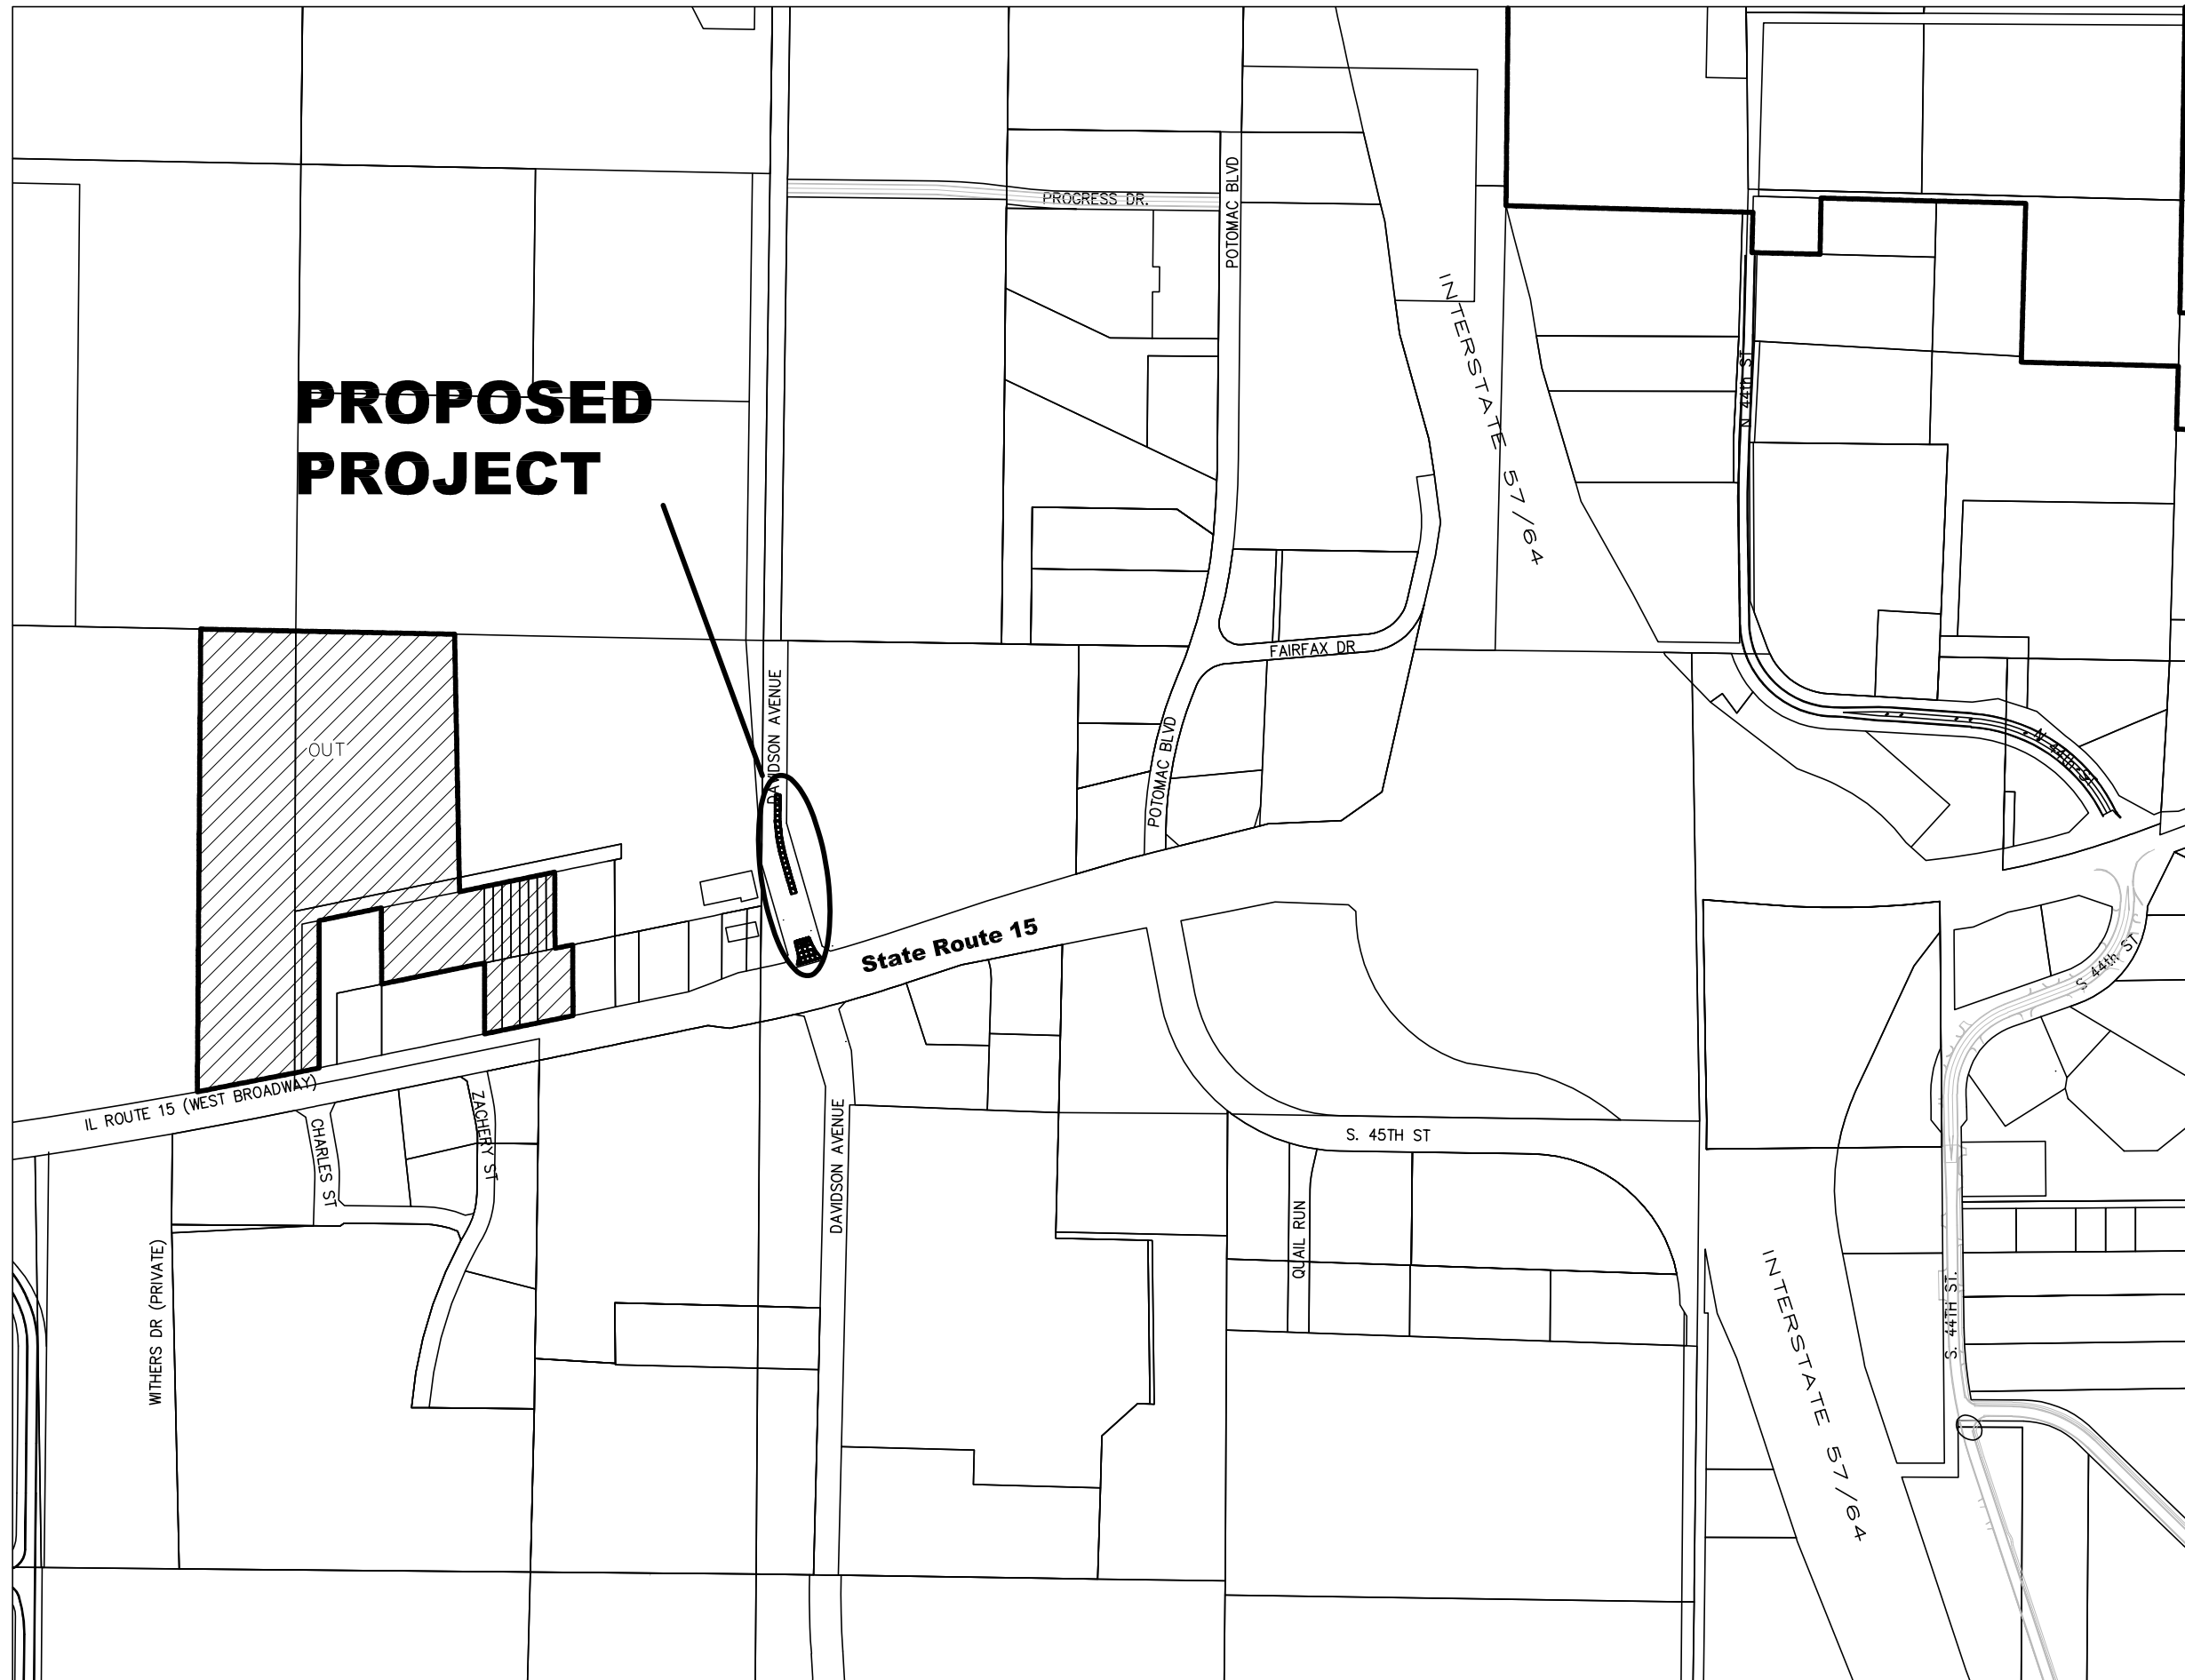 POTOMAC BLVD
PROGRESS DR.
INTERSTATE 57/64
N 44th ST
PROPOSED
PROJECT
FAIRFAX DR
DAVIDSON AVENUE
OUT
POTOMAC BLVD
N 44th ST
State Route 15
S 44th ST
IL ROUTE 15 (WEST BROADWAY)
CHARLES ST
ZACHERY ST
DAVIDSON AVENUE
S. 45TH ST
QUAIL RUN
WITHERS DR (PRIVATE)
INTERSTATE 57/64
S. 44TH ST.